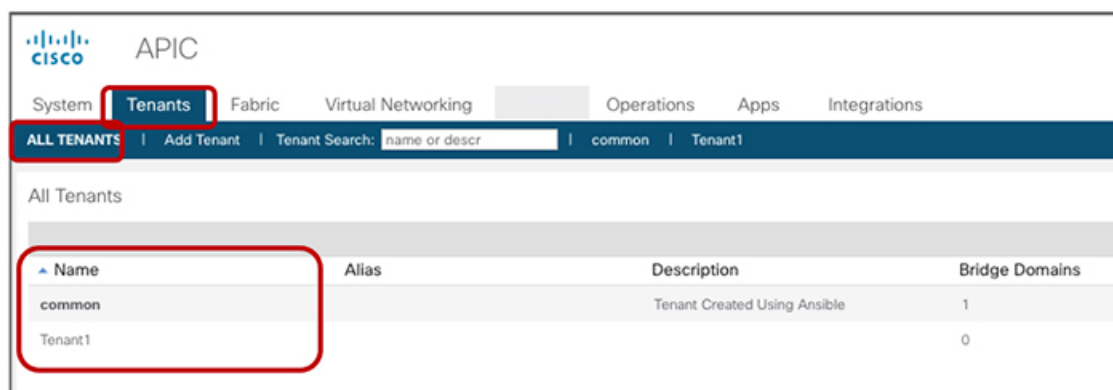 CISCO APIC
System Tenants Fabric Virtual Networking Operations Apps Integrations
ALL TENANTS | Add Tenant | Tenant Search: name or descr | common | Tenant1
All Tenants
Name Alias Description Bridge Domains
common Tenant Created Using Ansible 1
Tenant1 0